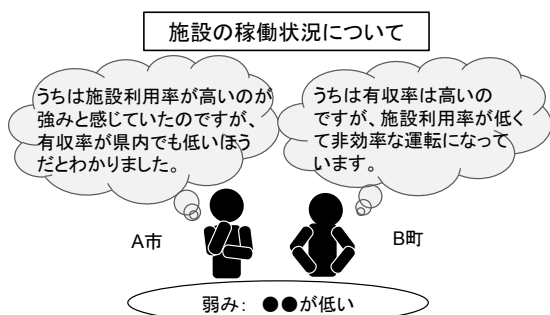 施設の稼働状況について
うちは施設利用率が高いのが
強みと感じていたのですが、
有収率が県内でも低いほう
だとわかりました。
うちは有収率は高いの
ですが、施設利用率が低く
て非効率な運転になって
います。
A市
B町
弱み： ●●が低い